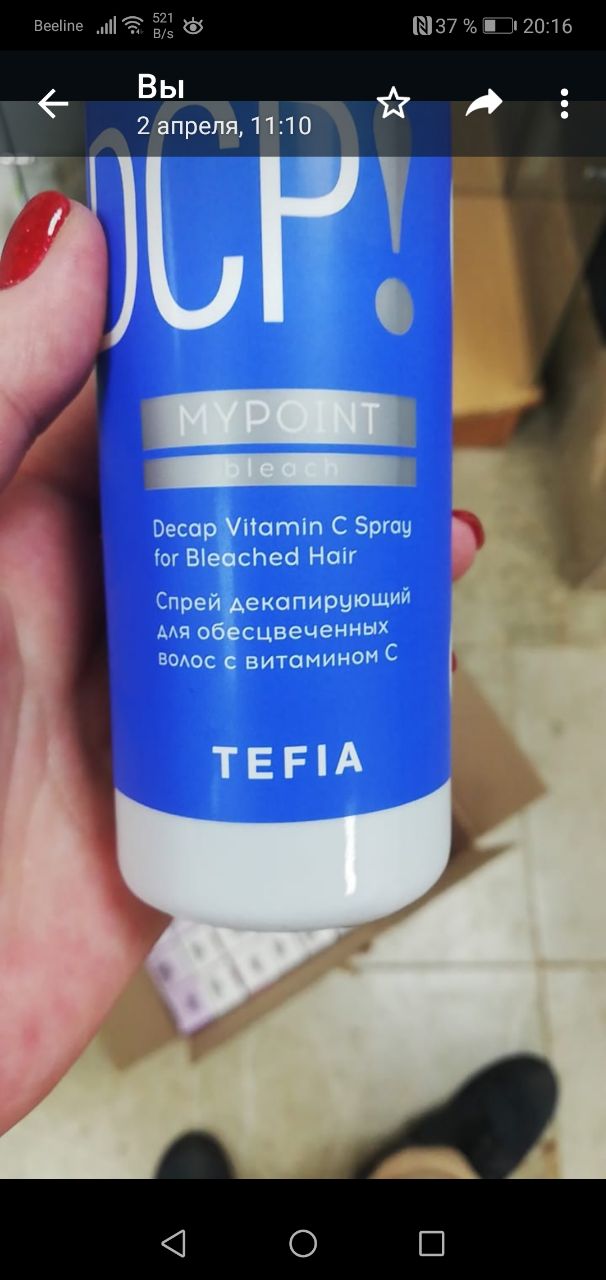 Beeline
521
B/s
37 %
20:16
Вы
2 апреля, 11:10
DCP!
MYPOINT
bleach
Decap Vitamin C Spray
for Bleached Hair
Спрей декапирующий
для обесцвеченных
волос с витамином С
TEFIA